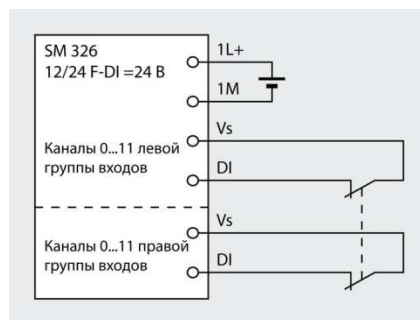 SM 326
12/24 F-DI =24 В
1L+
1M
Vs
Каналы 0...11 левой
группы входов
DI
Vs
Каналы 0...11 правой
группы входов
DI